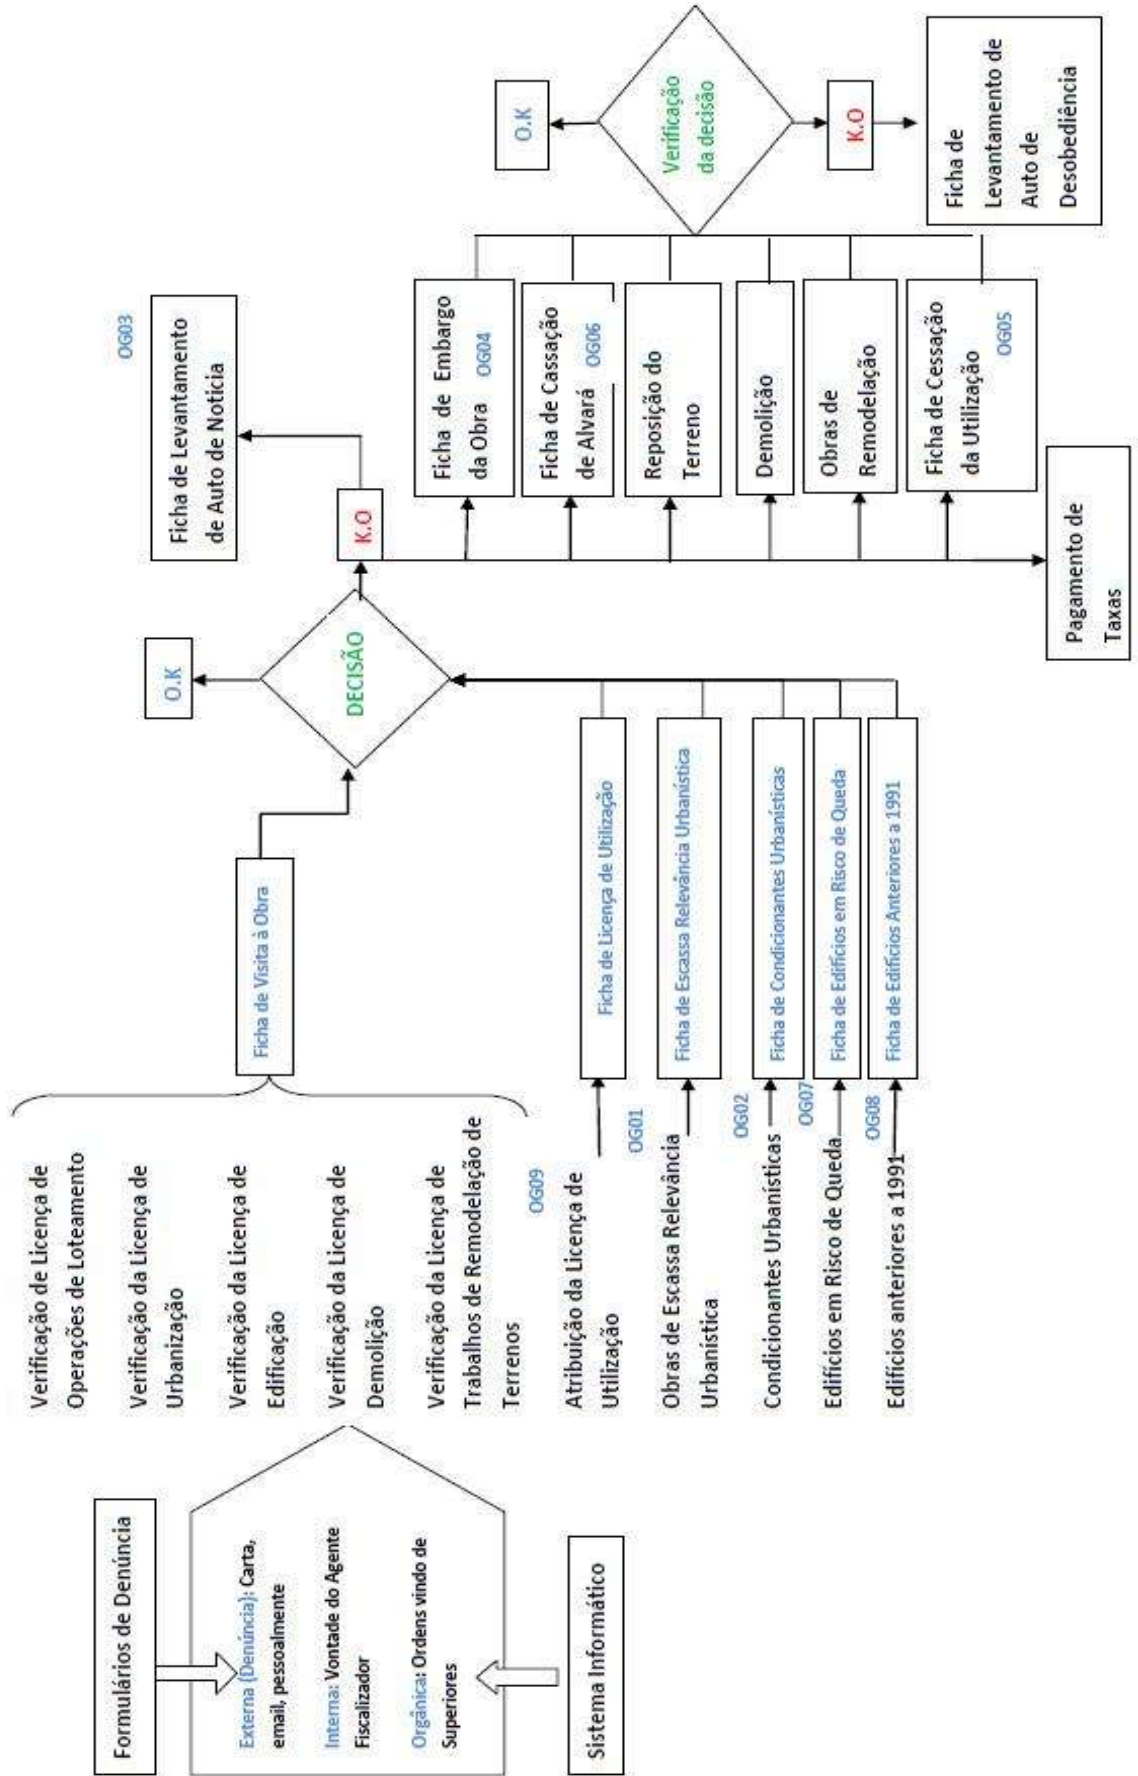 Formulários de Denúncia
Externa (Denúncia): Carta,
email, pessoalmente
Interna: Vontade do Agente
Fiscalizador
Orgânica: Ordens vindo de
Superiores
Sistema Informático
Verificação de Licença de
Operações de Loteamento
Verificação da Licença de
Urbanização
Verificação da Licença de
Edificação
Verificação da Licença de
Demolição
Verificação da Licença de
Trabalhos de Remodelação de
Terrenos
OG09
Atribuição da Licença de
Utilização
OG01
Obras de Escassa Relevância
Urbanística
OG02
Condicionantes Urbanísticas
OG07
Edifícios em Risco de Queda
OG08
Edifícios anteriores a 1991
Ficha de Visita à Obra
Ficha de Licença de Utilização
Ficha de Escassa Relevância Urbanística
Ficha de Condicionantes Urbanísticas
Ficha de Edifícios em Risco de Queda
Ficha de Edifícios Anteriores a 1991
O.K
DECISÃO
K.O
OG03
Ficha de Levantamento
de Auto de Noticia
Ficha de Embargo
da Obra OG04
Ficha de Cassação
de Alvará OG06
Reposição do
Terreno
Demolição
Obras de
Remodelação
Ficha de Cessação
da Utilização
OG05
Pagamento de
Taxas
O.K
Verificação
da decisão
K.O
Ficha de
Levantamento de
Auto de
Desobediência